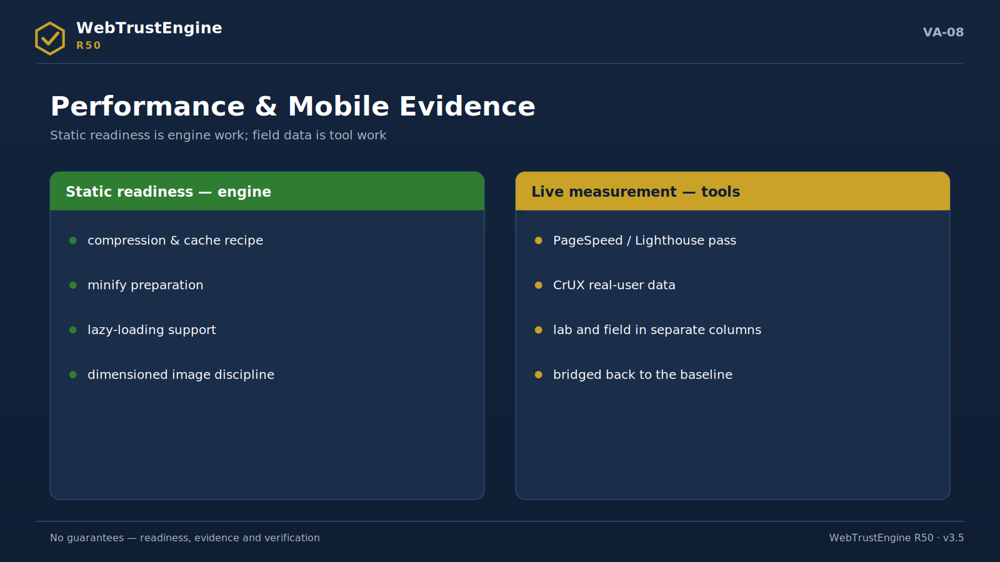 WebTrustEngine
R50
VA-08
Performance & Mobile Evidence
Static readiness is engine work; field data is tool work
Static readiness — engine
compression & cache recipe
minify preparation
lazy-loading support
dimensioned image discipline
Live measurement — tools
PageSpeed / Lighthouse pass
CrUX real-user data
lab and field in separate columns
bridged back to the baseline
No guarantees — readiness, evidence and verification
WebTrustEngine R50 · v3.5